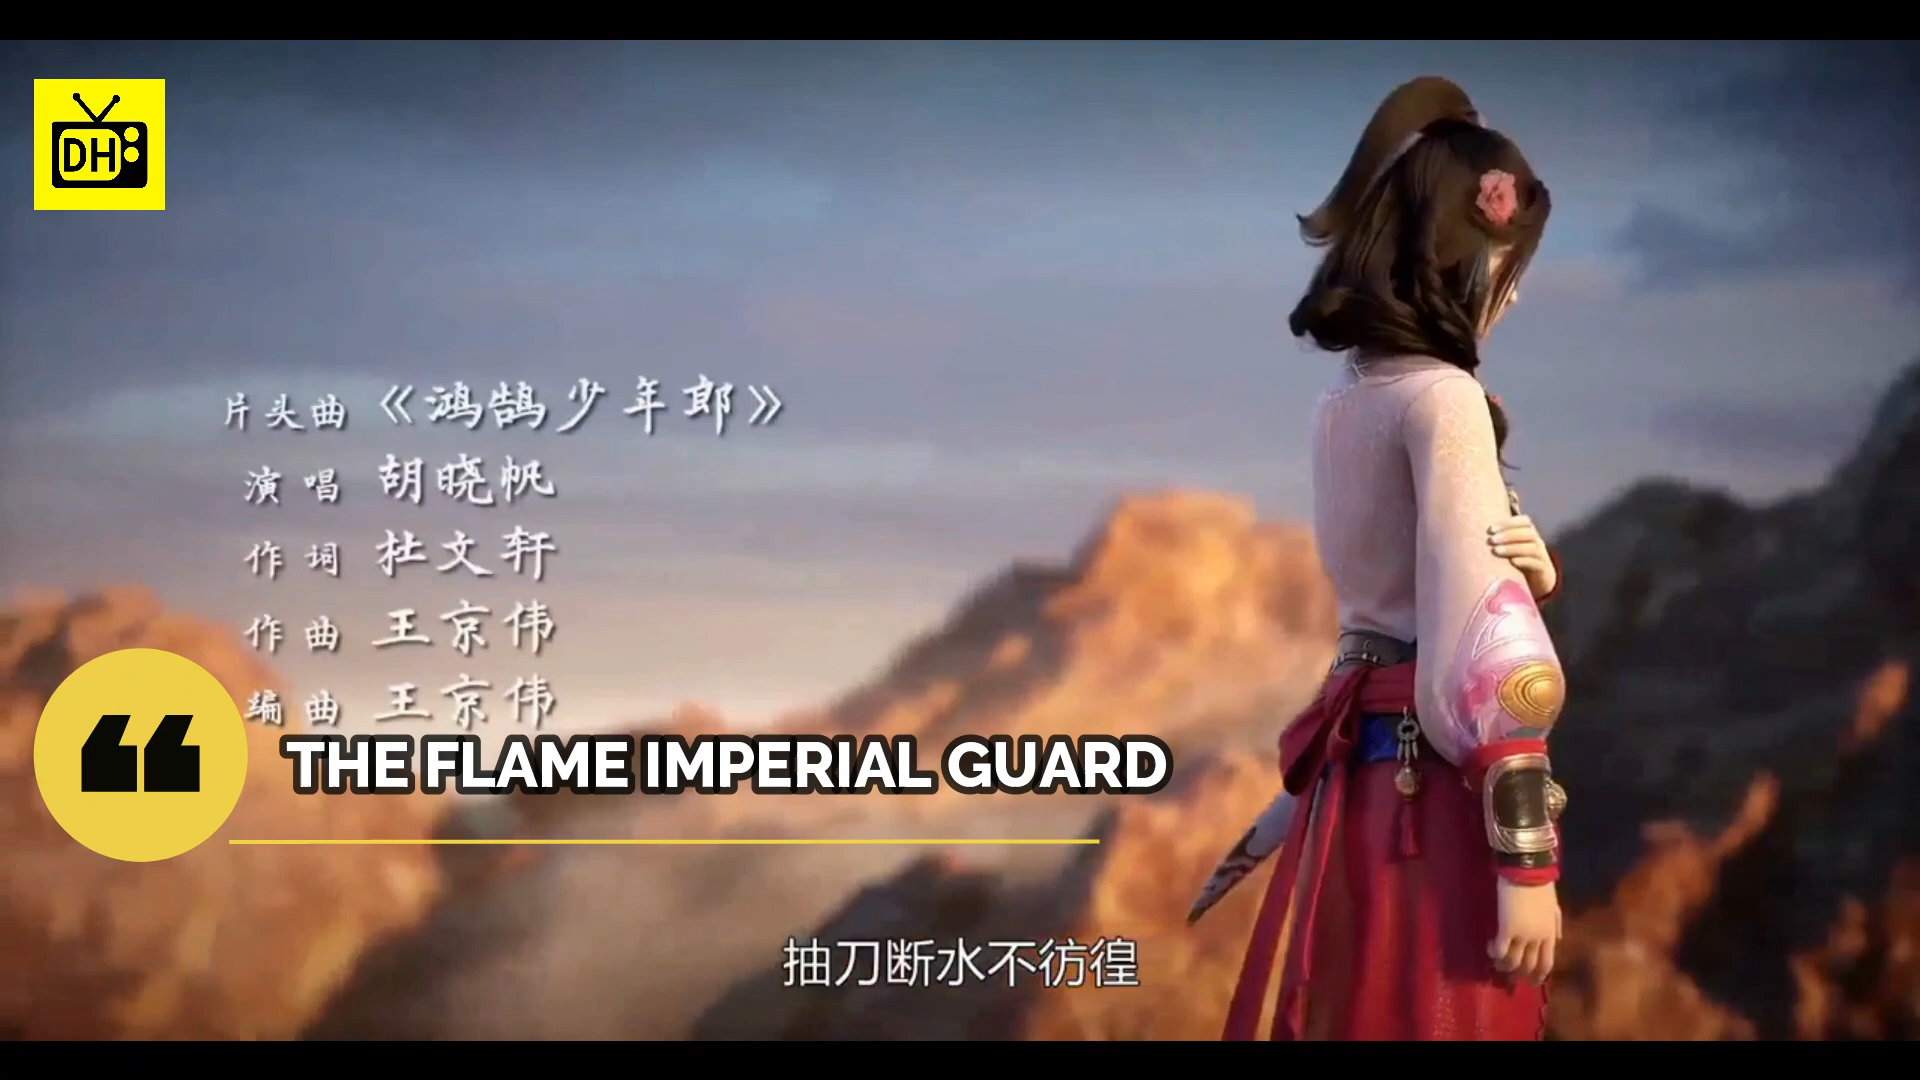 DH
片头曲 《鸿鹄少年郎》
演唱 胡晓帆
作词 杜文轩
作曲 王京伟
编曲 王京伟
THE FLAME IMPERIAL GUARD
抽刀断水不彷徨